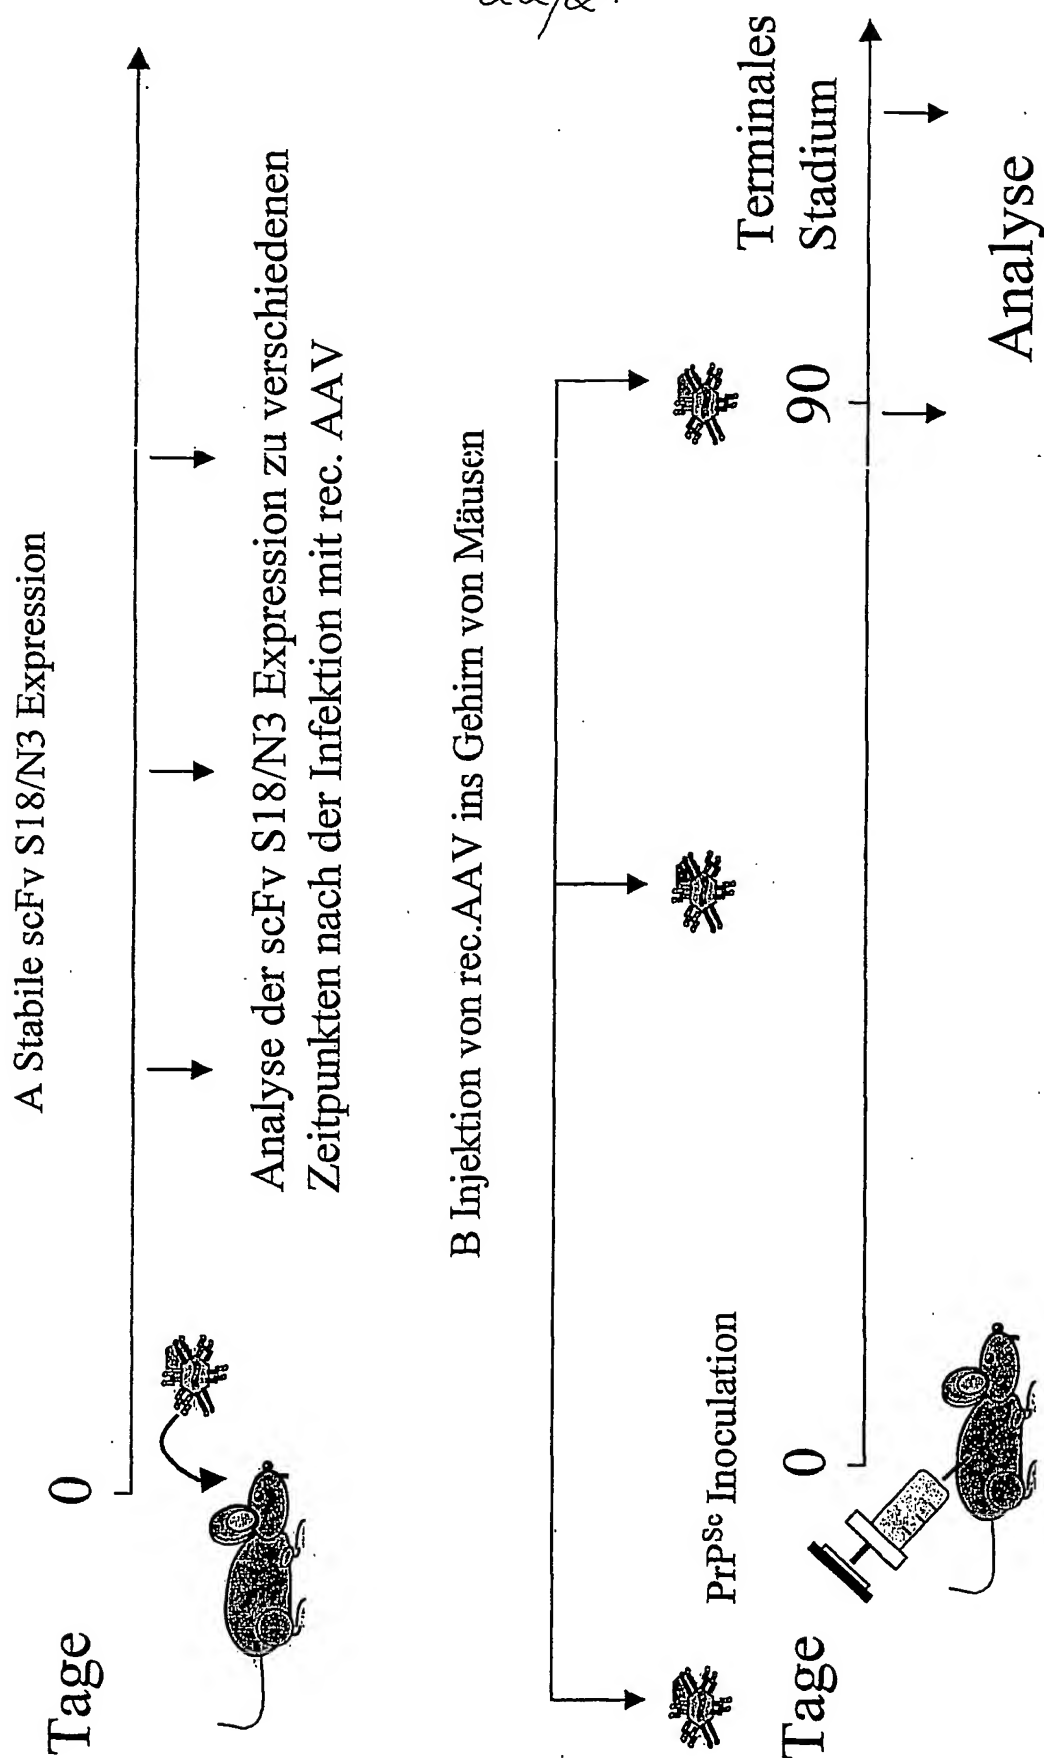 A Stabile scFv S18/N3 Expression
Tage 0
Analyse der scFv S18/N3 Expression zu verschiedenen
Zeitpunkten nach der Infektion mit rec. AAV
B Injektion von rec.AAV ins Gehirn von Mäusen
PrPSc Inoculation
Terminales
Stadium
Tage 0 90
Analyse